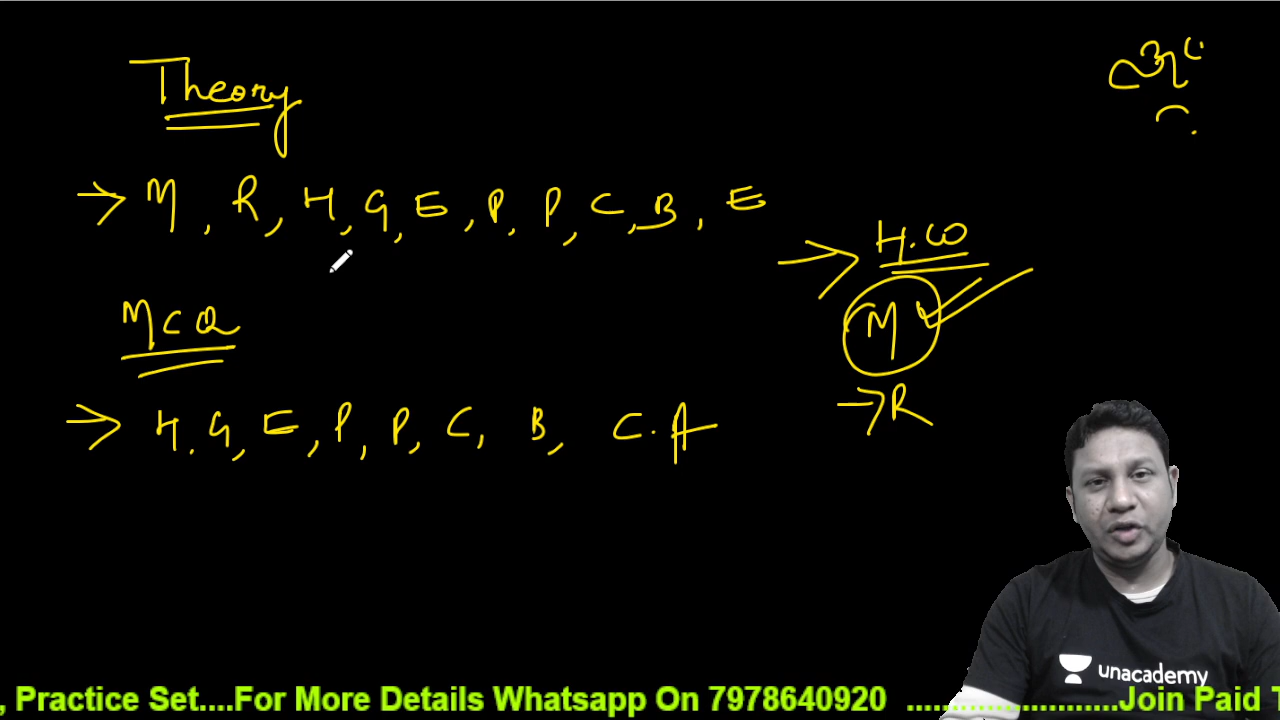 Theory
→ M, R, H, G, E, P, P, C, B, E
→ H.W
M
→ R
MCQ
→ H, G, E, P, P, C, B, C.A
unacademy
, Practice Set....For More Details Whatsapp On 7978640920 .......................Join Paid T